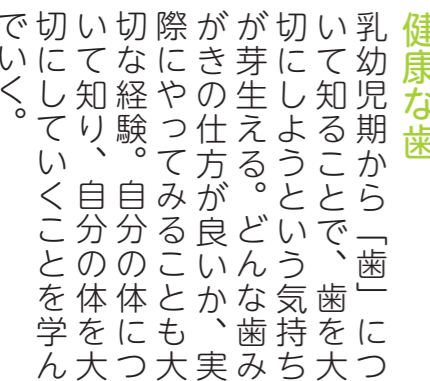 健康な歯
乳幼児期から「歯」につ
いて知ることで、歯を大
切にしようという気持ち
が芽生える。どんな歯み
がきの仕方が良いか、実
際にやってみることも大
切な経験。自分の体につ
いて知り、自分の体を大
切にしていくことを学ん
でいく。